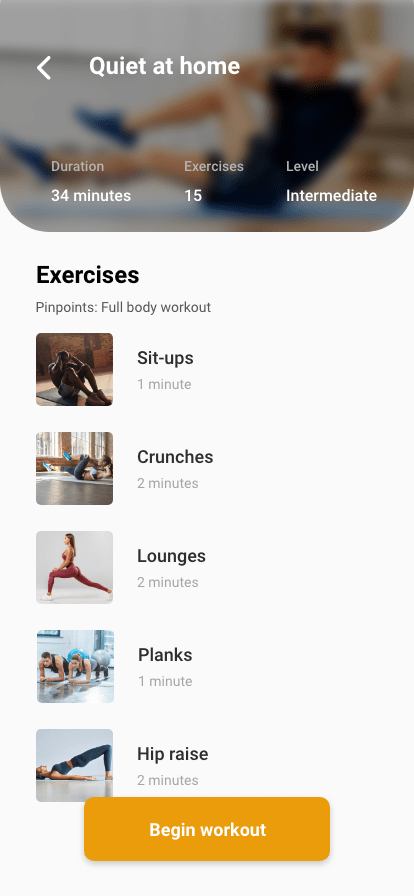 Quiet at home
Duration Exercises Level
34 minutes 15 Intermediate
Exercises
Pinpoints: Full body workout
Sit-ups
1 minute
Crunches
2 minutes
Lounges
2 minutes
Planks
1 minute
Hip raise
2 minutes
Begin workout